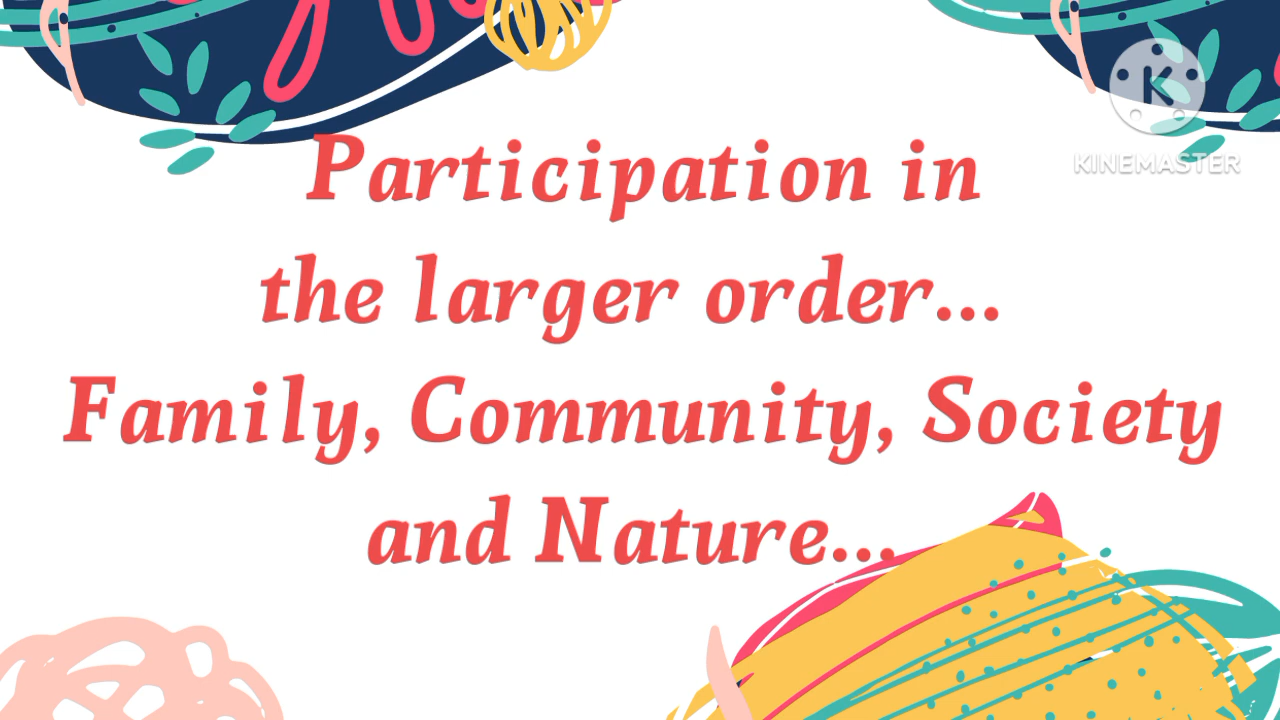 KINEMASTER
Participation in
the larger order...
Family, Community, Society
and Nature...